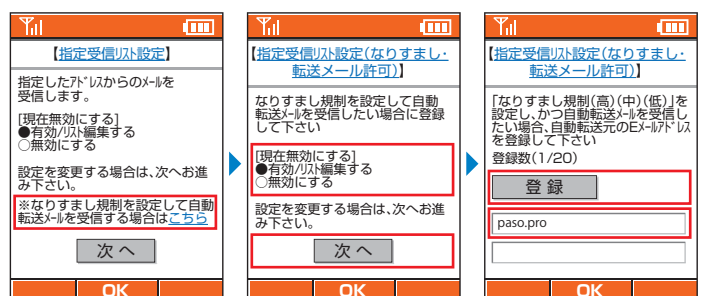 【指定受信ﾘｽﾄ設定】
指定したｱﾄﾞﾚｽからのﾒｰﾙを
受信します。
[現在無効にする]
●有効/ﾘｽﾄ編集する
○無効にする
設定を変更する場合は、次へお進
み下さい。
※なりすまし規制を設定して自動
転送ﾒｰﾙを受信する場合はこちら
次 へ
OK
【指定受信ﾘｽﾄ設定(なりすまし・
転送メール許可)】
なりすまし規制を設定して自動
転送ﾒｰﾙを受信したい場合に登録
して下さい
[現在無効にする]
●有効/ﾘｽﾄ編集する
○無効にする
設定を変更する場合は、次へお進
み下さい。
次 へ
OK
【指定受信ﾘｽﾄ設定(なりすまし・
転送メール許可)】
「なりすまし規制(高)(中)(低)」を
設定し、かつ自動転送ﾒｰﾙを受信し
たい場合、自動転送元のEﾒｰﾙｱﾄﾞﾚｽ
を登録して下さい
登録数(1/20)
登 録
paso.pro
OK